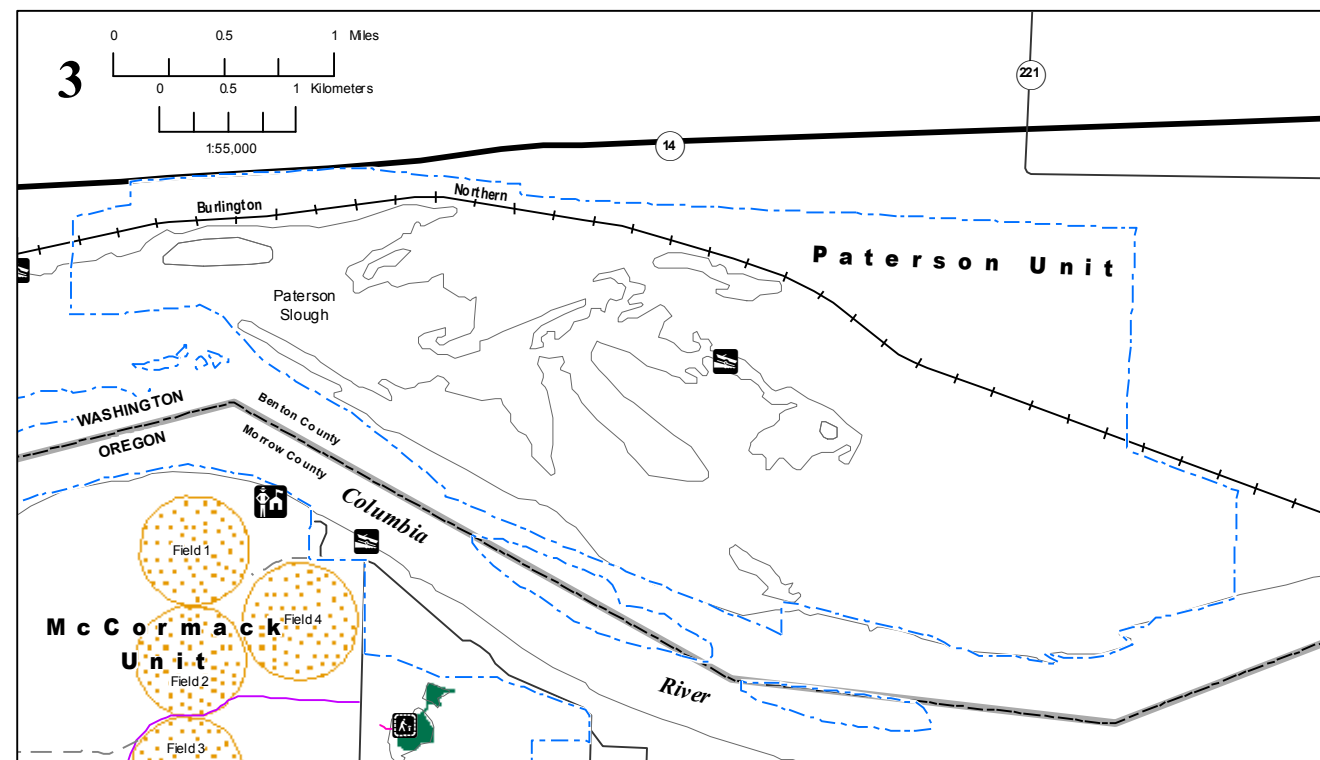 0 0.5 1 Miles
3
0 0.5 1 Kilometers
1:55,000
221
14
Burlington Northern
Paterson Unit
Paterson
Slough
WASHINGTON
OREGON
Benton County
Morrow County
Columbia
River
Field 1
Field 4
McCormack
Unit
Field 2
Field 3